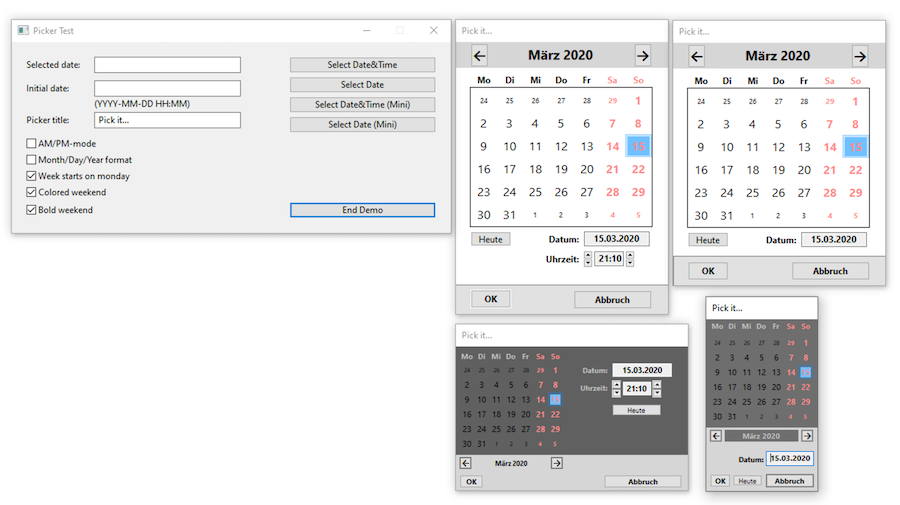 Picker Test
Selected date:
Select Date&Time
Initial date:
Select Date
(YYYY-MM-DD HH:MM)
Select Date&Time (Mini)
Picker title: Pick it...
Select Date (Mini)
AM/PM-mode
Month/Day/Year format
Week starts on monday
Colored weekend
Bold weekend
End Demo
Pick it...
März 2020
Mo Di Mi Do Fr Sa So
24 25 26 27 28 29 1
2 3 4 5 6 7 8
9 10 11 12 13 14 15
16 17 18 19 20 21 22
23 24 25 26 27 28 29
30 31 1 2 3 4 5
Heute Datum: 15.03.2020
Uhrzeit: 21:10
OK Abbruch
Pick it...
März 2020
Mo Di Mi Do Fr Sa So
24 25 26 27 28 29 1
2 3 4 5 6 7 8
9 10 11 12 13 14 15
16 17 18 19 20 21 22
23 24 25 26 27 28 29
30 31 1 2 3 4 5
Heute Datum: 15.03.2020
OK Abbruch
Pick it...
Mo Di Mi Do Fr Sa So
24 25 26 27 28 29 1
2 3 4 5 6 7 8
9 10 11 12 13 14 15
16 17 18 19 20 21 22
23 24 25 26 27 28 29
30 31 1 2 3 4 5
Datum: 15.03.2020
Uhrzeit: 21:10
Heute
März 2020
OK Abbruch
Pick it...
Mo Di Mi Do Fr Sa So
24 25 26 27 28 29 1
2 3 4 5 6 7 8
9 10 11 12 13 14 15
16 17 18 19 20 21 22
23 24 25 26 27 28 29
30 31 1 2 3 4 5
März 2020
Datum: 15.03.2020
OK Heute Abbruch